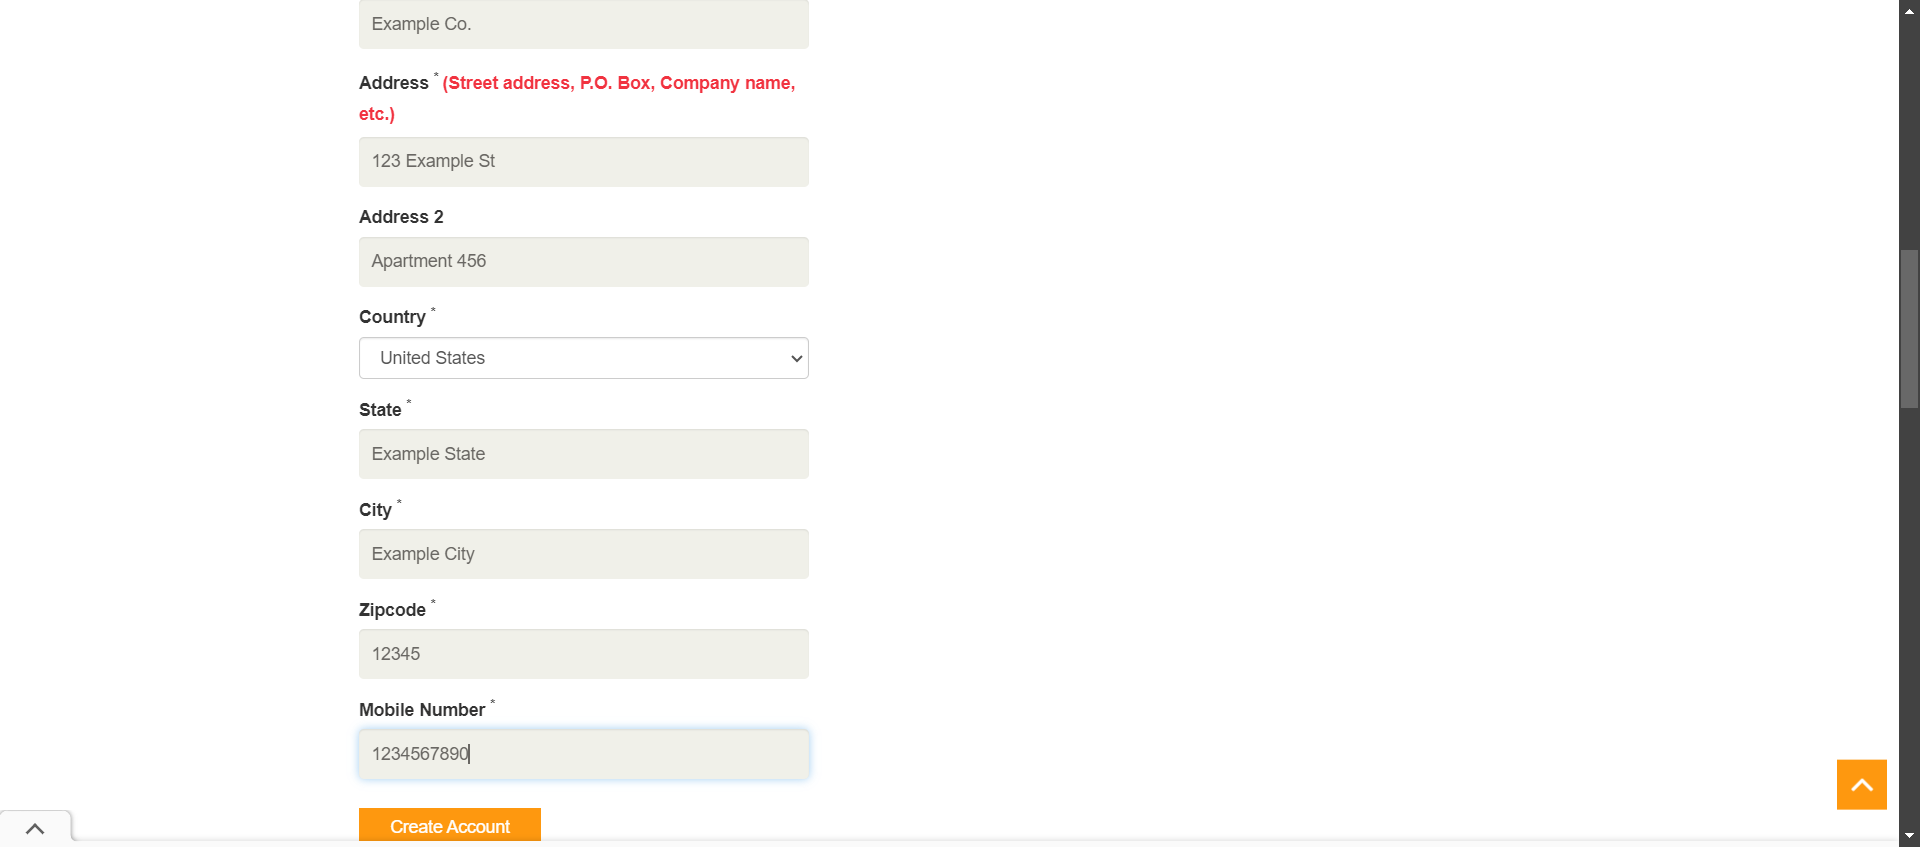 Example Co.
Address * (Street address, P.O. Box, Company name,
etc.)
123 Example St
Address 2
Apartment 456
Country *
United States
State *
Example State
City *
Example City
Zipcode *
12345
Mobile Number *
1234567890
Create Account